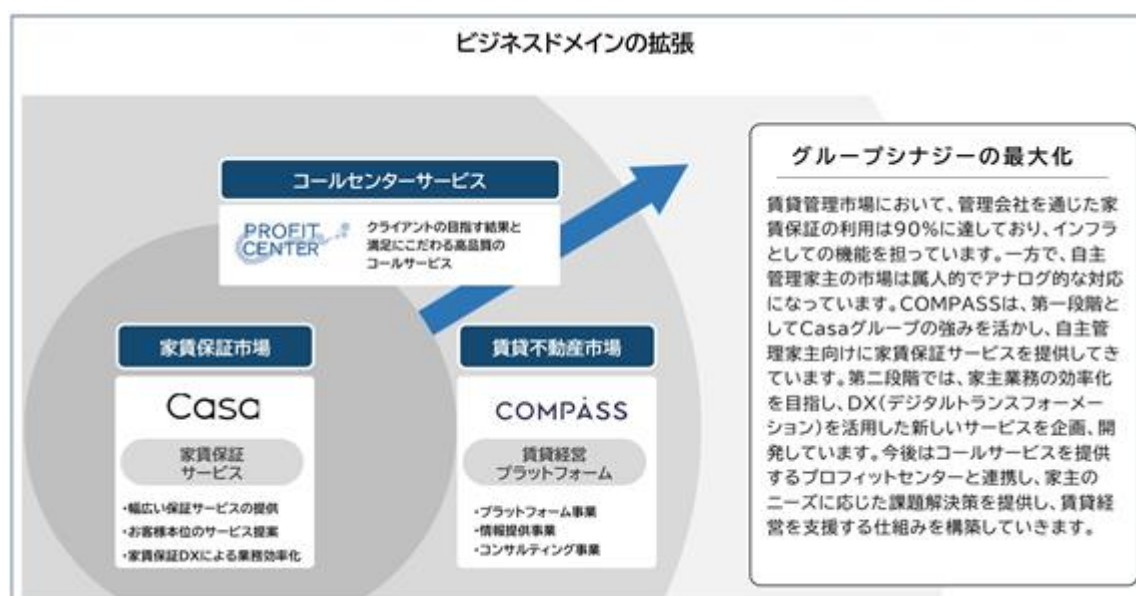 ビジネスドメインの拡張
コールセンターサービス
PROFIT
CENTER
クライアントの目指す結果と
満足にこだわる高品質の
コールサービス
家賃保証市場
Casa
家賃保証
サービス
・幅広い保証サービスの提供
・お客様本位のサービス提案
・家賃保証DXによる業務効率化
賃貸不動産市場
COMPASS
賃貸経営
プラットフォーム
・プラットフォーム事業
・情報提供事業
・コンサルティング事業
グループシナジーの最大化
賃貸管理市場において、管理会社を通じた家
賃保証の利用は90%に達しており、インフラ
としての機能を担っています。一方で、自主
管理家主の市場は属人的でアナログ的な対応
になっています。COMPASSは、第一段階と
してCasaグループの強みを活かし、自主管
理家主向けに家賃保証サービスを提供してき
ています。第二段階では、家主業務の効率化
を目指し、DX(デジタルトランスフォーメー
ション)を活用した新しいサービスを企画、開
発しています。今後はコールサービスを提供
するプロフィットセンターと連携し、家主の
ニーズに応じた課題解決策を提供し、賃貸経
営を支援する仕組みを構築していきます。